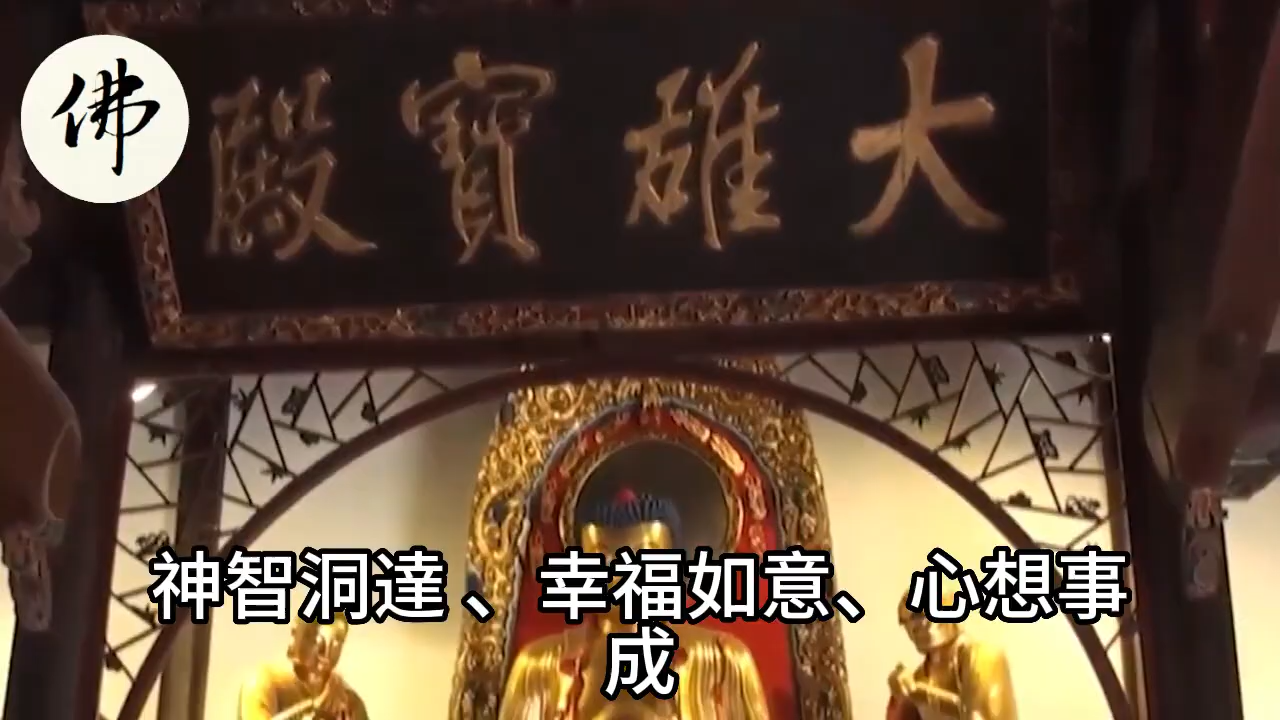 佛
大雄寶殿
神智洞達、幸福如意、心想事
成